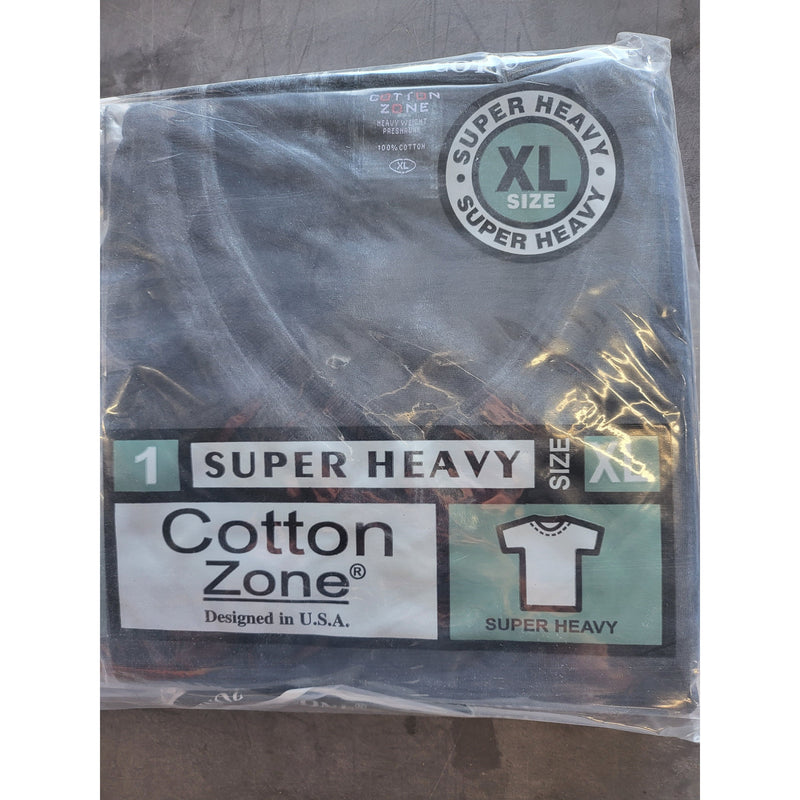 COTTON
ZONE
HEAVY WEIGHT
PRESHRUNK
100% COTTON
XL
SUPER HEAVY
XL
SIZE
SUPER HEAVY
1 SUPER HEAVY SIZE XL
Cotton
Zone®
Designed in U.S.A.
SUPER HEAVY